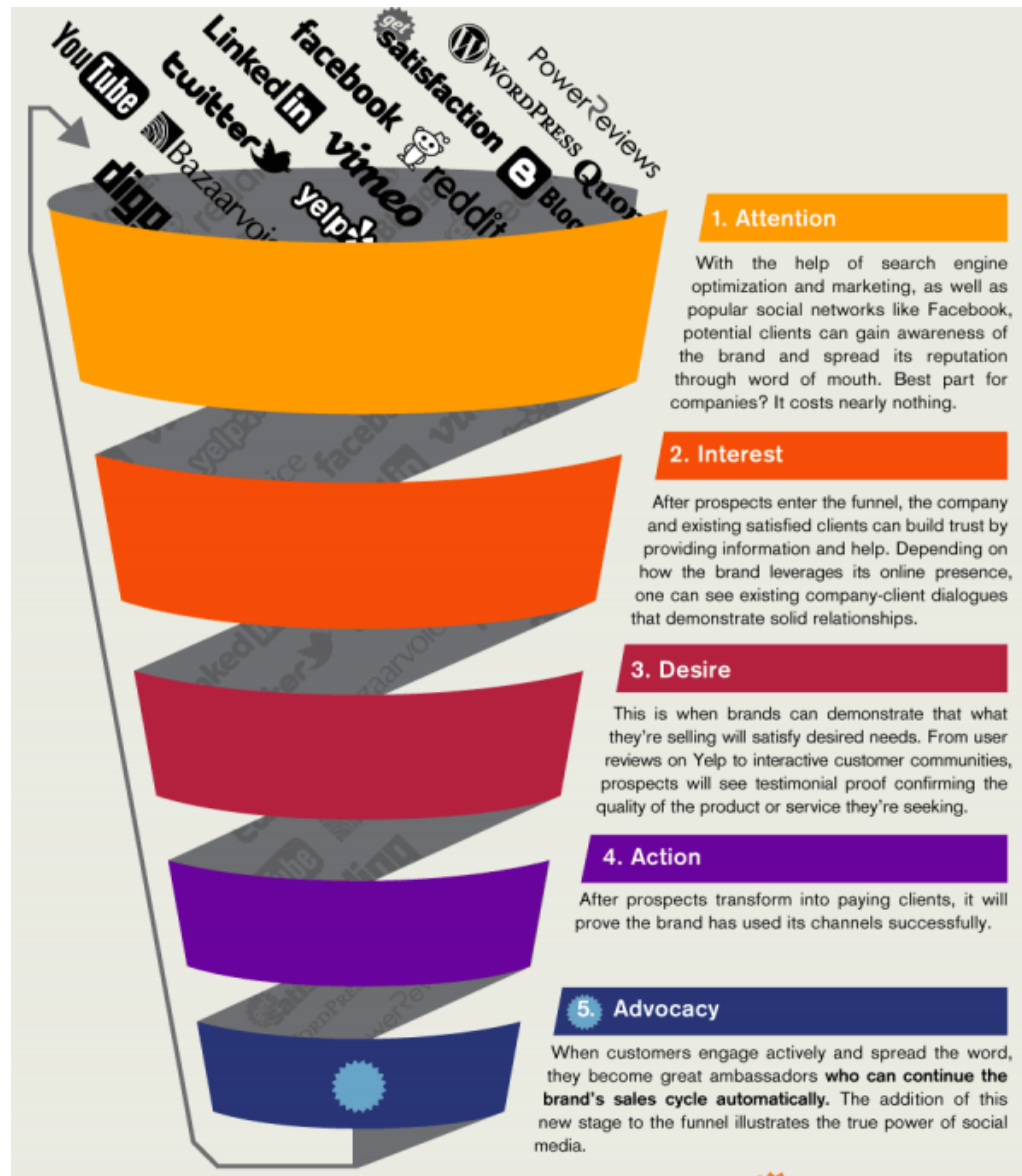 YouTube
twitter
LinkedIn
facebook
get satisfaction
WORDPRESS
PowerReviews
digg
Bazaarvoic
yelp
vimeo
reddit
Blog
Quor
1. Attention
With the help of search engine
optimization and marketing, as well as
popular social networks like Facebook,
potential clients can gain awareness of
the brand and spread its reputation
through word of mouth. Best part for
companies? It costs nearly nothing.
2. Interest
After prospects enter the funnel, the company
and existing satisfied clients can build trust by
providing information and help. Depending on
how the brand leverages its online presence,
one can see existing company-client dialogues
that demonstrate solid relationships.
3. Desire
This is when brands can demonstrate that what
they're selling will satisfy desired needs. From user
reviews on Yelp to interactive customer communities,
prospects will see testimonial proof confirming the
quality of the product or service they're seeking.
4. Action
After prospects transform into paying clients, it will
prove the brand has used its channels successfully.
5. Advocacy
When customers engage actively and spread the word,
they become great ambassadors who can continue the
brand's sales cycle automatically. The addition of this
new stage to the funnel illustrates the true power of social
media.